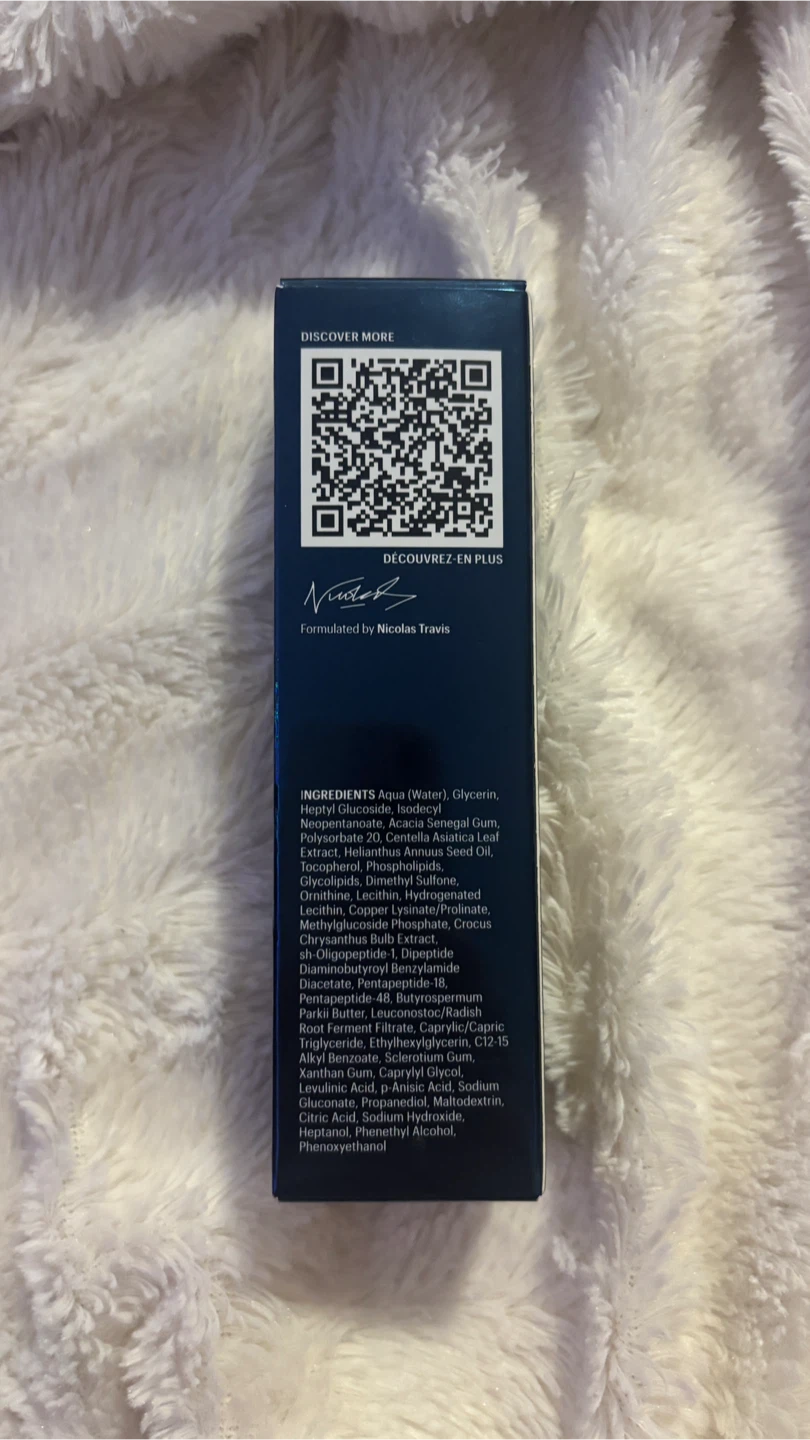 DISCOVER MORE
DÉCOUVREZ-EN PLUS
Formulated by Nicolas Travis
INGREDIENTS Aqua (Water), Glycerin,
Heptyl Glucoside, Isodecyl
Neopentanoate, Acacia Senegal Gum,
Polysorbate 20, Centella Asiatica Leaf
Extract, Helianthus Annuus Seed Oil,
Tocopherol, Phospholipids,
Glycolipids, Dimethyl Sulfone,
Ornithine, Lecithin, Hydrogenated
Lecithin, Copper Lysinate/Prolinate,
Methylglucoside Phosphate, Crocus
Chrysanthus Bulb Extract,
sh-Oligopeptide-1, Dipeptide
Diaminobutyroyl Benzylamide
Diacetate, Pentapeptide-18,
Pentapeptide-48, Butyrospermum
Parkii Butter, Leuconostoc/Radish
Root Ferment Filtrate, Caprylic/Capric
Triglyceride, Ethylhexylglycerin, C12-15
Alkyl Benzoate, Sclerotium Gum,
Xanthan Gum, Caprylyl Glycol,
Levulinic Acid, p-Anisic Acid, Sodium
Gluconate, Propanediol, Maltodextrin,
Citric Acid, Sodium Hydroxide,
Heptanol, Phenethyl Alcohol,
Phenoxyethanol